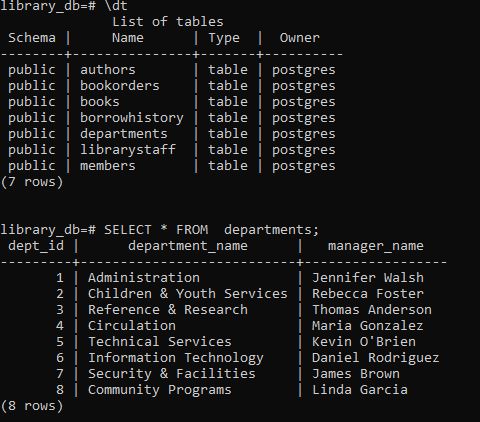 library_db=# \dt
             List of tables
 Schema |     Name      | Type  |  Owner
--------+---------------+-------+----------
 public | authors       | table | postgres
 public | bookorders    | table | postgres
 public | books         | table | postgres
 public | borrowhistory | table | postgres
 public | departments   | table | postgres
 public | librarystaff  | table | postgres
 public | members       | table | postgres
(7 rows)
library_db=# SELECT * FROM  departments;
 dept_id |      department_name      |   manager_name
---------+---------------------------+------------------
       1 | Administration            | Jennifer Walsh
       2 | Children & Youth Services | Rebecca Foster
       3 | Reference & Research      | Thomas Anderson
       4 | Circulation               | Maria Gonzalez
       5 | Technical Services        | Kevin O'Brien
       6 | Information Technology    | Daniel Rodriguez
       7 | Security & Facilities     | James Brown
       8 | Community Programs        | Linda Garcia
(8 rows)